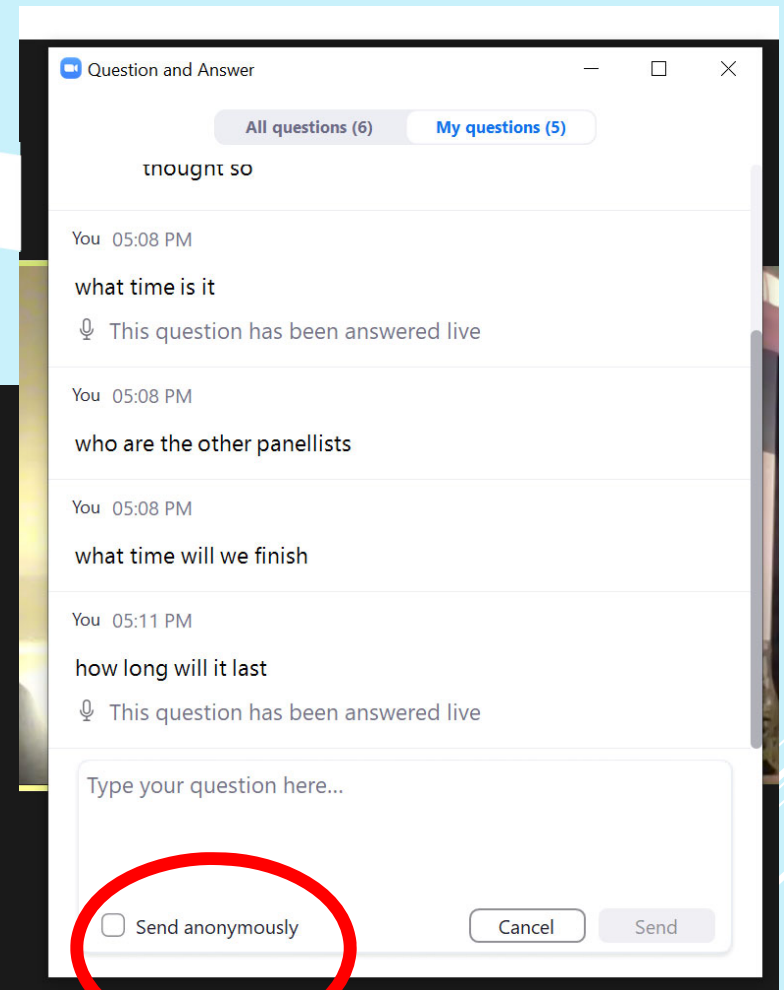 Question and Answer
All questions (6) My questions (5)
thought so
You 05:08 PM
what time is it
This question has been answered live
You 05:08 PM
who are the other panellists
You 05:08 PM
what time will we finish
You 05:11 PM
how long will it last
This question has been answered live
Type your question here...
Send anonymously Cancel Send